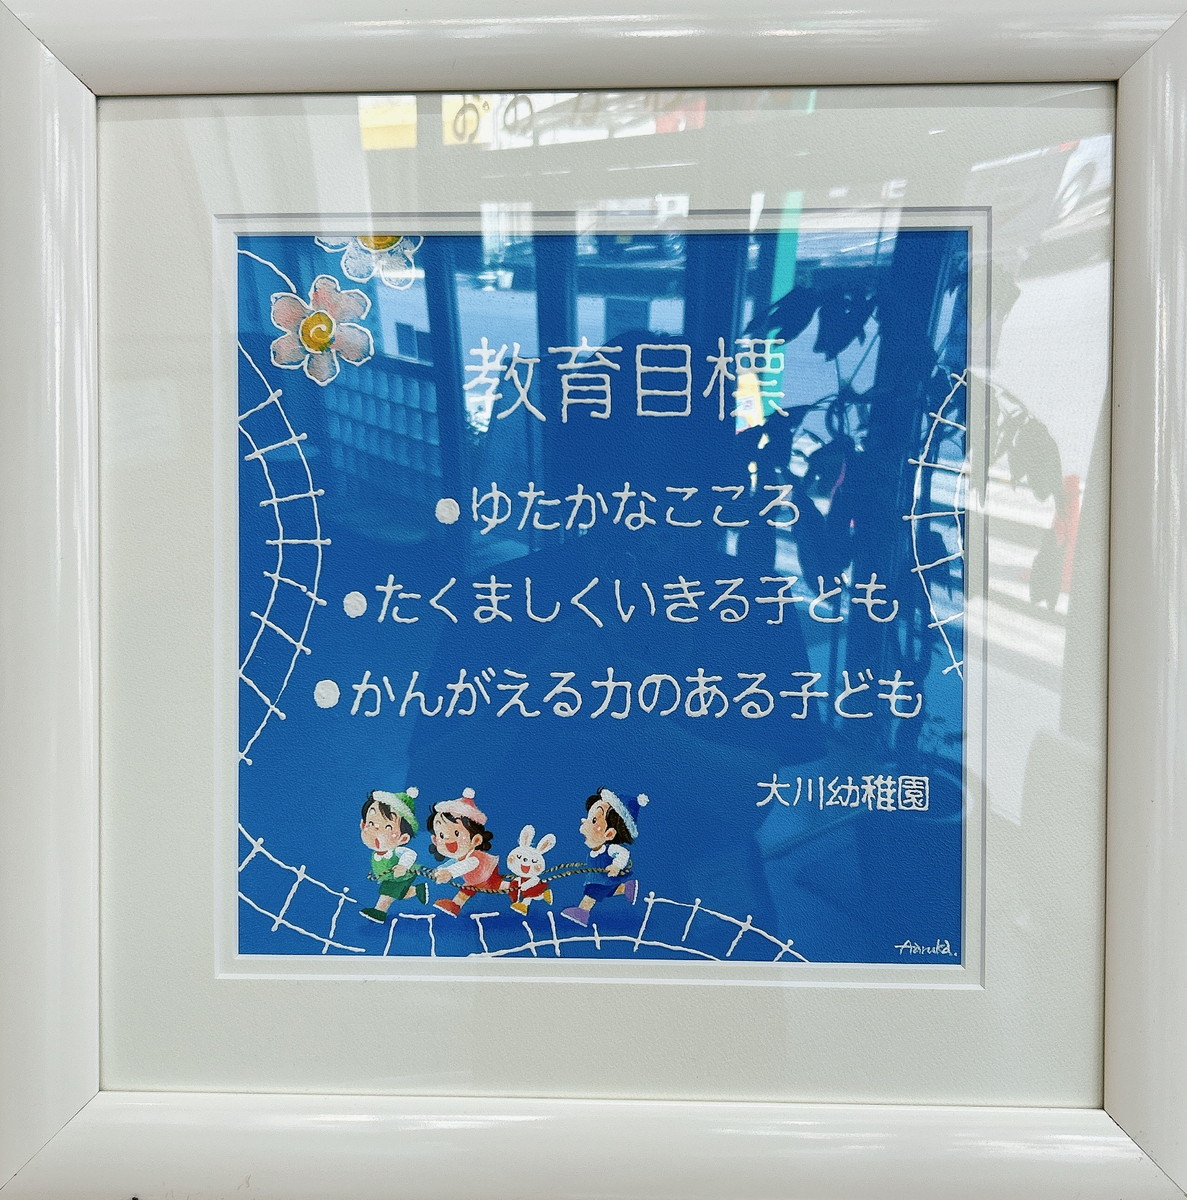 教育目標
●ゆたかなこころ
●たくましくいきる子ども
●かんがえる力のある子ども
大川幼稚園